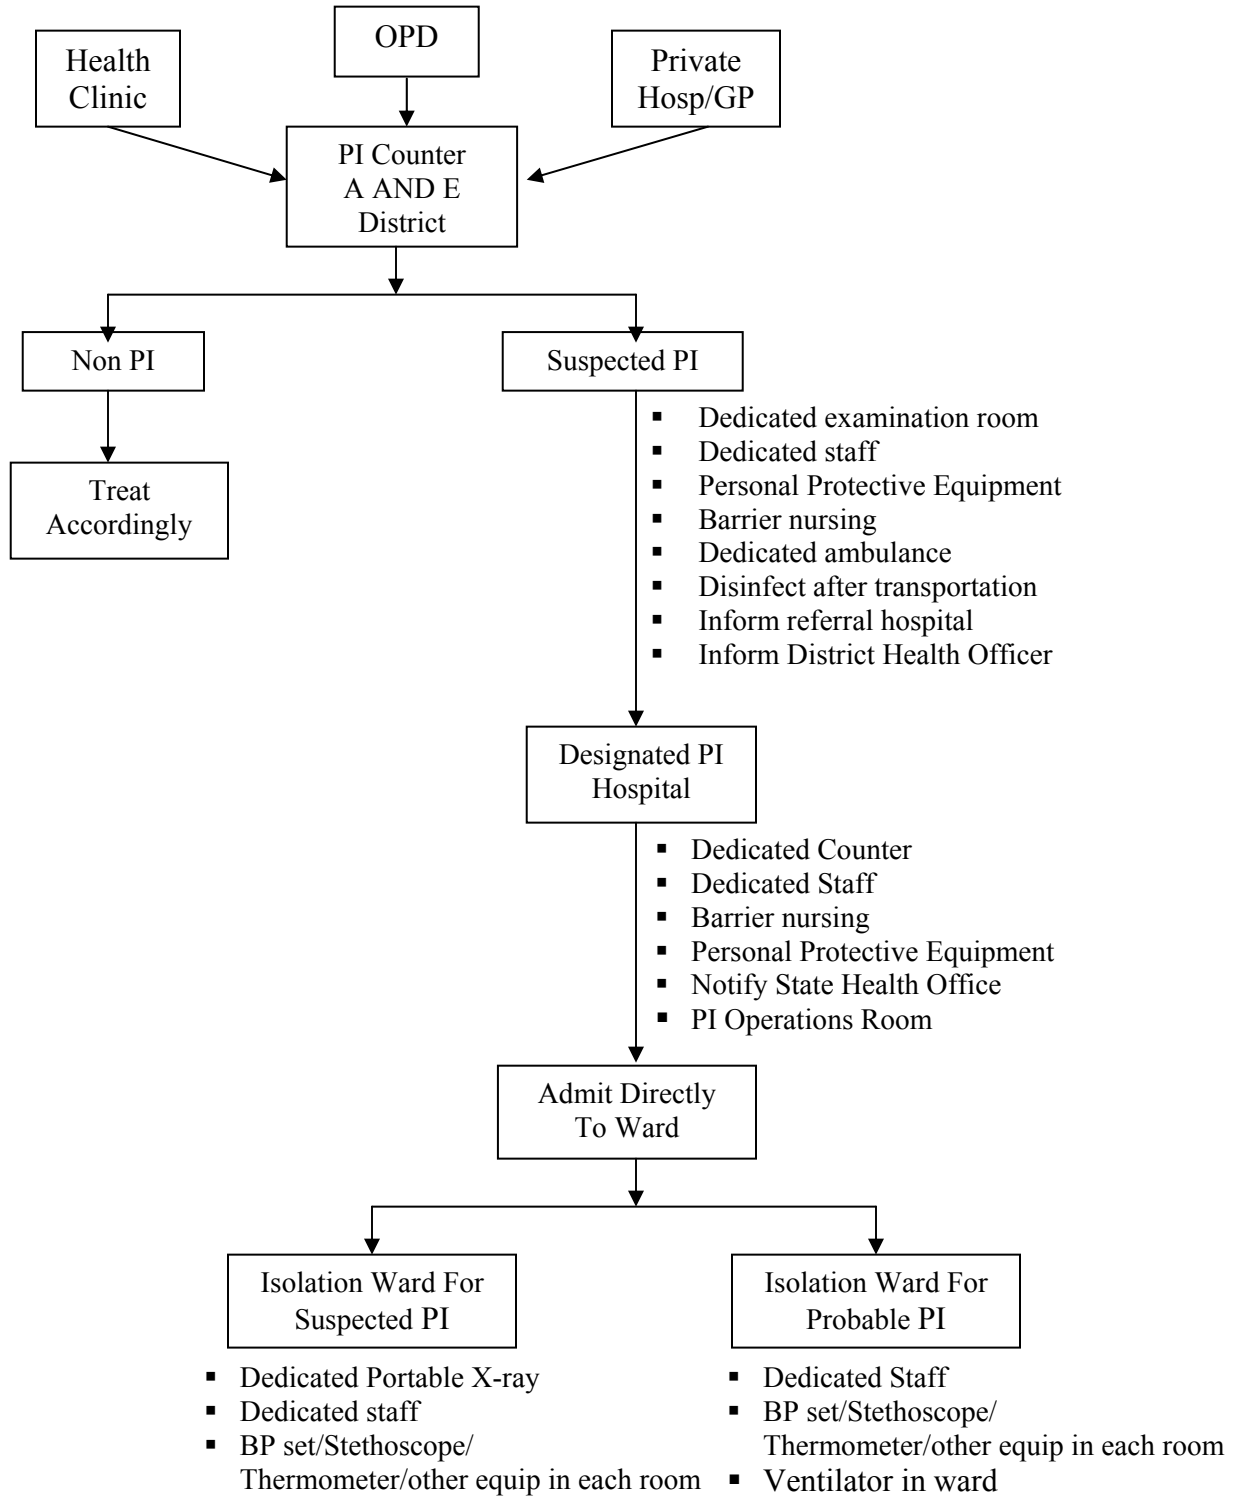 OPD
Health
Clinic
Private
Hosp/GP
PI Counter
A AND E
District
Non PI
Suspected PI
Treat
Accordingly
▪ Dedicated examination room
▪ Dedicated staff
▪ Personal Protective Equipment
▪ Barrier nursing
▪ Dedicated ambulance
▪ Disinfect after transportation
▪ Inform referral hospital
▪ Inform District Health Officer
Designated PI
Hospital
▪ Dedicated Counter
▪ Dedicated Staff
▪ Barrier nursing
▪ Personal Protective Equipment
▪ Notify State Health Office
▪ PI Operations Room
Admit Directly
To Ward
Isolation Ward For
Suspected PI
▪ Dedicated Portable X-ray
▪ Dedicated staff
▪ BP set/Stethoscope/
Thermometer/other equip in each room
Isolation Ward For
Probable PI
▪ Dedicated Staff
▪ BP set/Stethoscope/
Thermometer/other equip in each room
▪ Ventilator in ward